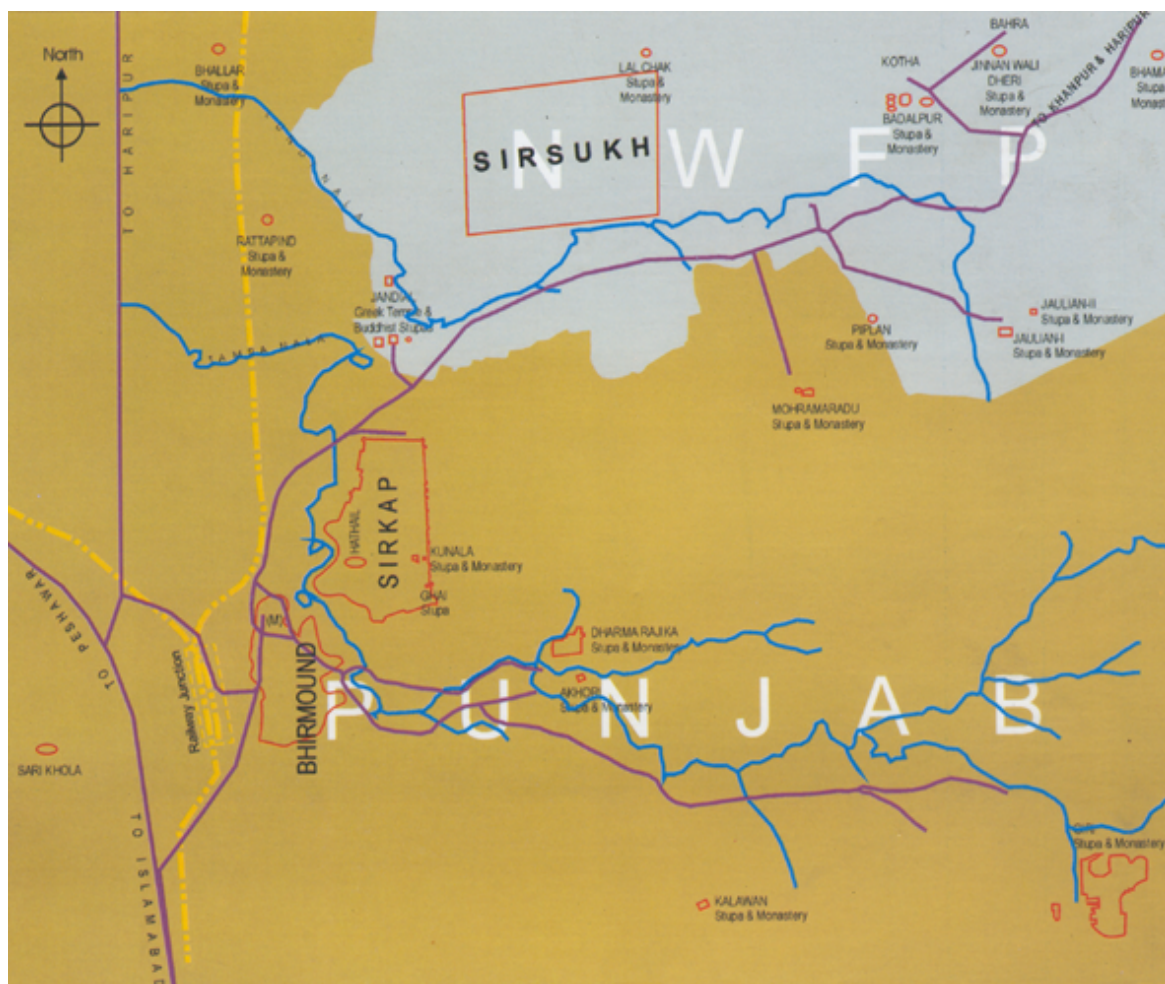 North
BHALLAR
Stupa &
Monastery
TO HARIPUR
LAL CHAK
Stupa &
Monastery
BAHRA
KOTHA
JINNAN WALI
DHERI
Stupa &
Monastery
TO KHANPUR & HARIPUR
BADALPUR
Stupa &
Monastery
N W F P
SIRSUKH
NALA
RATTAPIND
Stupa &
Monastery
Greek Temple &
Buddhist Stupas
NALA
JAULIAN-II
Stupa & Monastery
PIPLAN
Stupa & Monastery
JAULIAN-I
Stupa & Monastery
MOHRAMARADU
Stupa & Monastery
HATHIAL
SIRKAP
KUNALA
Stupa & Monastery
GHAI
Stupa
TO PESHAWAR
(M)
DHARMA RAJIKA
Stupa & Monastery
AKHORI
Stupa & Monastery
Railway Junction
BHIRMOUND
PUNJAB
SARI KHOLA
TO ISLAMABAD
Stupa & Monastery
KALAWAN
Stupa & Monastery